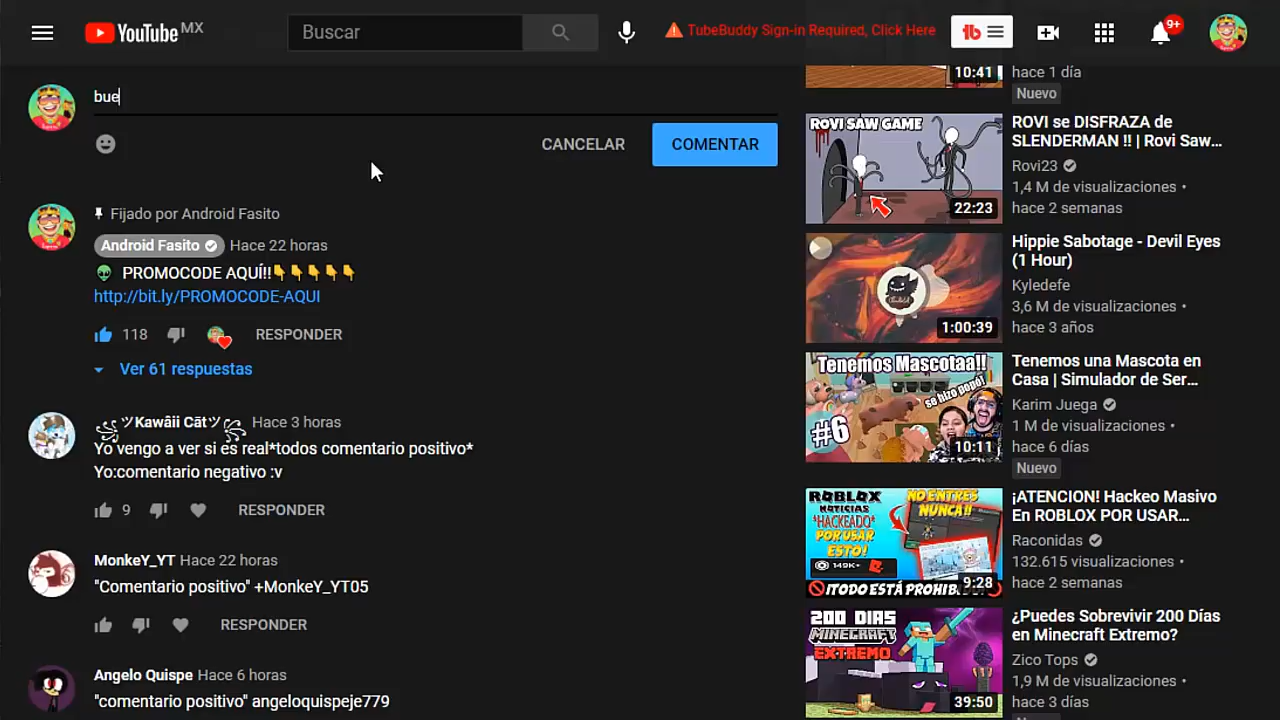 YouTube MX
Buscar
TubeBuddy Sign-in Required, Click Here
tb
9+
bue
CANCELAR
COMENTAR
Fijado por Android Fasito
Android Fasito
Hace 22 horas
👽 PROMOCODE AQUÍ!!👇👇👇👇👇
http://bit.ly/PROMOCODE-AQUI
118
RESPONDER
Ver 61 respuestas
꧁ツKawâii Cātツ꧂ Hace 3 horas
Yo vengo a ver si es real*todos comentario positivo*
Yo:comentario negativo :v
9
RESPONDER
MonkeY_YT Hace 22 horas
"Comentario positivo" +MonkeY_YT05
RESPONDER
Angelo Quispe Hace 6 horas
"comentario positivo" angeloquispeje779
10:41
hace 1 día
Nuevo
ROVI SAW GAME
22:23
ROVI se DISFRAZA de
SLENDERMAN !! | Rovi Saw...
Rovi23
1,4 M de visualizaciones •
hace 2 semanas
1:00:39
Hippie Sabotage - Devil Eyes
(1 Hour)
Kyledefe
3,6 M de visualizaciones •
hace 3 años
Tenemos Mascotaa!!
se hizo popó!
#6
10:11
Tenemos una Mascota en
Casa | Simulador de Ser...
Karim Juega
1 M de visualizaciones •
hace 6 días
Nuevo
ROBLOX
NOTICIAS
*HACKEADO*
POR USAR
ESTO!
NO ENTRES
NUNCA!!
149K+
9:28
¡TODO ESTÁ PROHIB
¡ATENCION! Hackeo Masivo
En ROBLOX POR USAR...
Raconidas
132.615 visualizaciones •
hace 2 semanas
200 DIAS
MINECRAFT
EXTREMO
39:50
¿Puedes Sobrevivir 200 Días
en Minecraft Extremo?
Zico Tops
1,9 M de visualizaciones •
hace 3 días